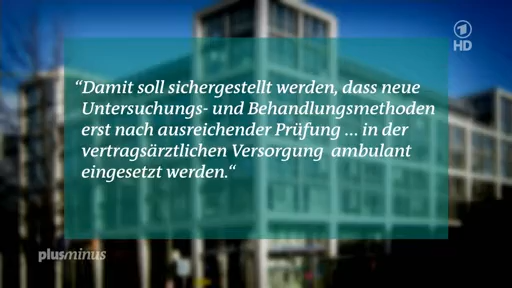 ARD
HD
“Damit soll sichergestellt werden, dass neue
Untersuchungs- und Behandlungsmethoden
erst nach ausreichender Prüfung ... in der
vertragsärztlichen Versorgung ambulant
eingesetzt werden.“
plusminus